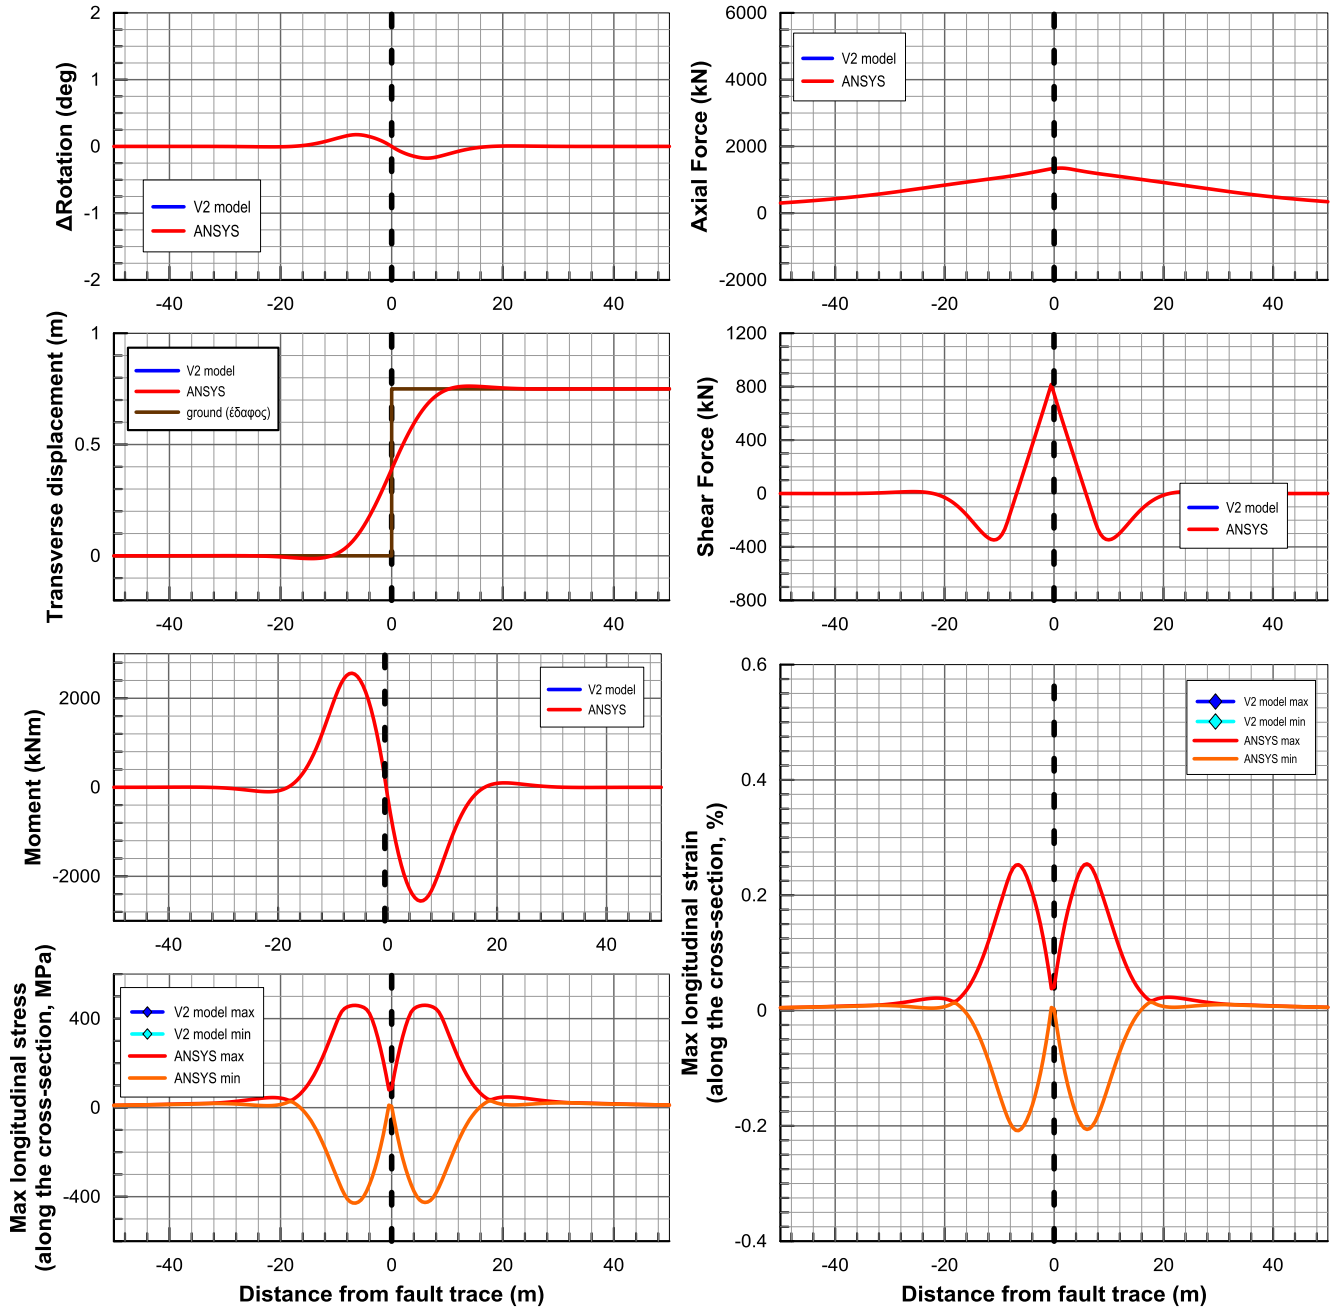 ΔRotation (deg)
2
1
0
-1
-2
V2 model
ANSYS
-40
-20
0
20
40
Axial Force (kN)
6000
4000
2000
0
-2000
V2 model
ANSYS
-40
-20
0
20
40
Transverse displacement (m)
1
0.5
0
V2 model
ANSYS
ground (έδαφος)
-40
-20
0
20
40
Shear Force (kN)
1200
800
400
0
-400
-800
V2 model
ANSYS
-40
-20
0
20
40
Moment (kNm)
2000
0
-2000
V2 model
ANSYS
-40
-20
0
20
40
Max longitudinal stress
(along the cross-section, MPa)
400
0
-400
V2 model max
V2 model min
ANSYS max
ANSYS min
-40
-20
0
20
40
Distance from fault trace (m)
Max longitudinal strain
(along the cross-section, %)
0.6
0.4
0.2
0
-0.2
-0.4
V2 model max
V2 model min
ANSYS max
ANSYS min
-40
-20
0
20
40
Distance from fault trace (m)